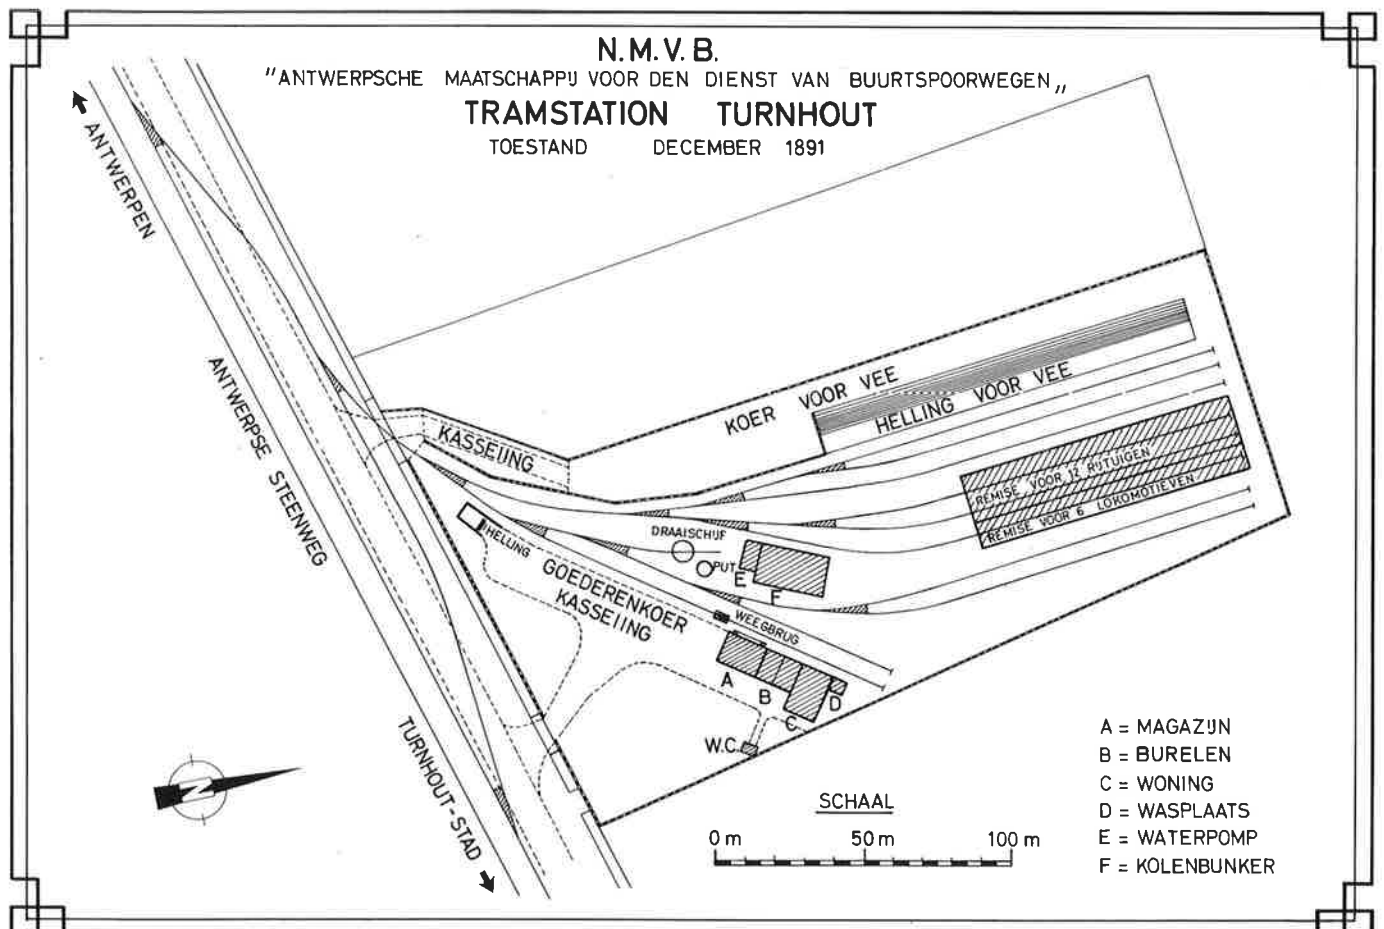 N.M.V.B.
"ANTWERPSCHE MAATSCHAPPIJ VOOR DEN DIENST VAN BUURTSPOORWEGEN„
TRAMSTATION TURNHOUT
TOESTAND DECEMBER 1891
ANTWERPEN
ANTWERPSE STEENWEG
TURNHOUT-STAD
KASSEIJNG
KOER VOOR VEE
HELLING VOOR VEE
REMISE VOOR 12 RIJTUIGEN
REMISE VOOR 6 LOKOMOTIEVEN
DRAAISCHIJF
PUT
E
F
HELLING
GOEDERENKOER
KASSEIING
WEEGBRUG
A
B
C
D
W.C.
N
SCHAAL
0 m 50 m 100 m
A = MAGAZIJN
B = BURELEN
C = WONING
D = WASPLAATS
E = WATERPOMP
F = KOLENBUNKER